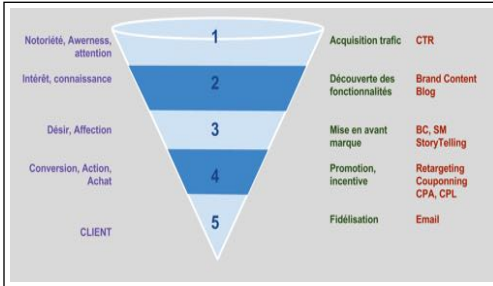 1
Notoriété, Awerness,
attention
Acquisition trafic
CTR
2
Intérêt, connaissance
Découverte des
fonctionnalités
Brand Content
Blog
3
Désir, Affection
Mise en avant
marque
BC, SM
StoryTelling
4
Conversion, Action,
Achat
Promotion,
incentive
Retargeting
Couponning
CPA, CPL
5
CLIENT
Fidélisation
Email